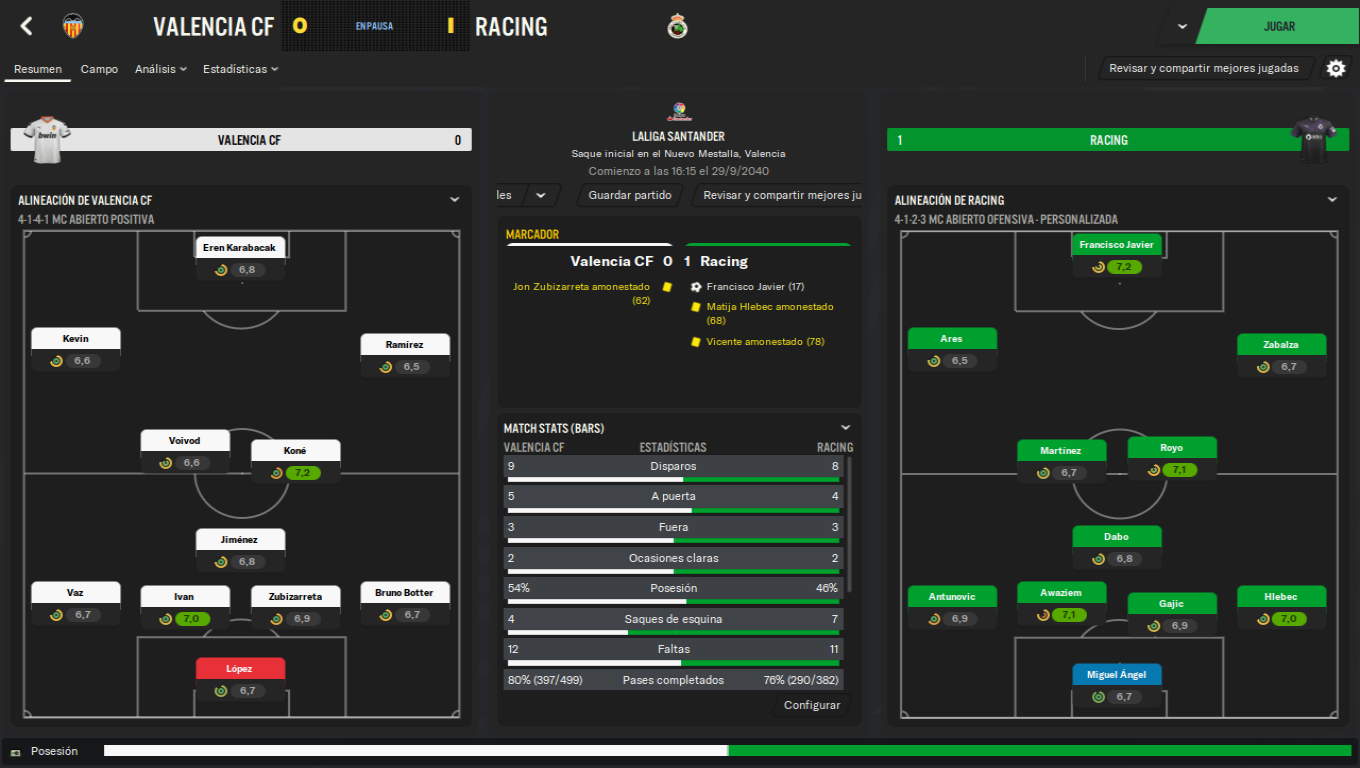 VALENCIA CF
0
EN PAUSA
1
RACING
JUGAR
Resumen
Campo
Análisis
Estadísticas
Revisar y compartir mejores jugadas
VALENCIA CF
0
bwin
LALIGA SANTANDER
Saque inicial en el Nuevo Mestalla, Valencia
Comienzo a las 16:15 el 29/9/2040
les
Guardar partido
Revisar y compartir mejores ju
1
RACING
ALINEACIÓN DE VALENCIA CF
4-1-4-1 MC ABIERTO POSITIVA
Eren Karabacak
6,8
Kevin
6,6
Ramírez
6,5
Voivod
6,6
Koné
7,2
Jiménez
6,8
Vaz
6,7
Ivan
7,0
Zubizarreta
6,9
Bruno Botter
6,7
López
6,7
MARCADOR
Valencia CF 0
1 Racing
Jon Zubizarreta amonestado
(62)
Francisco Javier (17)
Matija Hlebec amonestado
(68)
Vicente amonestado (78)
MATCH STATS (BARS)
VALENCIA CF ESTADÍSTICAS RACING
9 Disparos 8
5 A puerta 4
3 Fuera 3
2 Ocasiones claras 2
54% Posesión 46%
4 Saques de esquina 7
12 Faltas 11
80% (397/499) Pases completados 76% (290/382)
Configurar
ALINEACIÓN DE RACING
4-1-2-3 MC ABIERTO OFENSIVA - PERSONALIZADA
Francisco Javier
7,2
Ares
6,5
Zabalza
6,7
Martínez
6,7
Royo
7,1
Dabo
6,8
Antunovic
6,9
Awaziem
7,1
Gajic
6,9
Hlebec
7,0
Miguel Ángel
6,7
Posesión